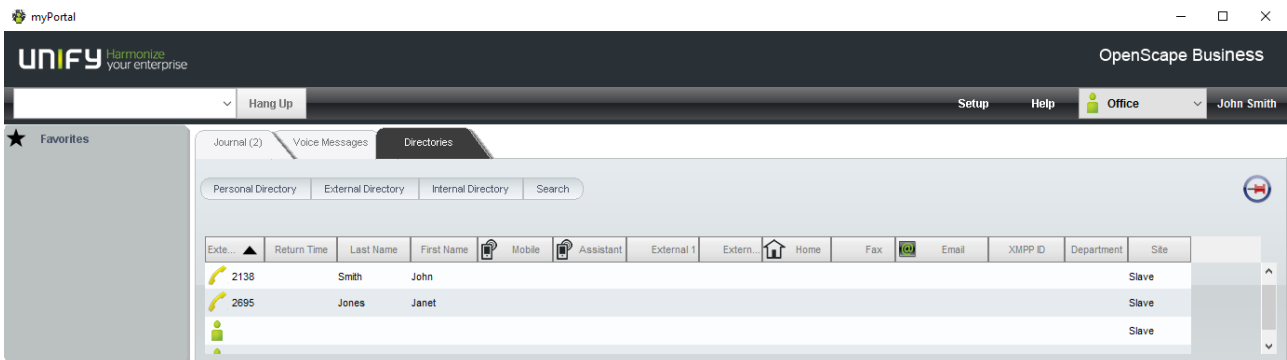 myPortal
UNIFY Harmonize your enterprise
OpenScape Business
Hang Up Setup Help Office John Smith
Favorites
Journal (2) Voice Messages Directories
Personal Directory External Directory Internal Directory Search
Exte... Return Time Last Name First Name Mobile Assistant External 1 Extern... Home Fax @ Email XMPP ID Department Site
2138 Smith John Slave
2695 Jones Janet Slave
Slave